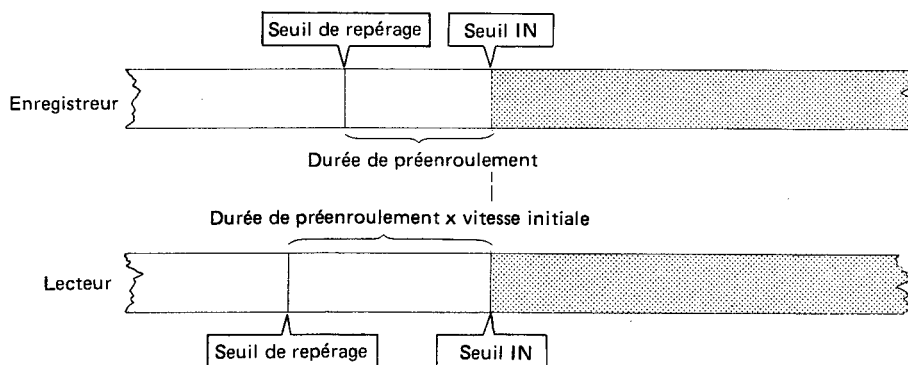 Seuil de repérage
Seuil IN
Enregistreur
Durée de préenroulement
Durée de préenroulement x vitesse initiale
Lecteur
Seuil de repérage
Seuil IN